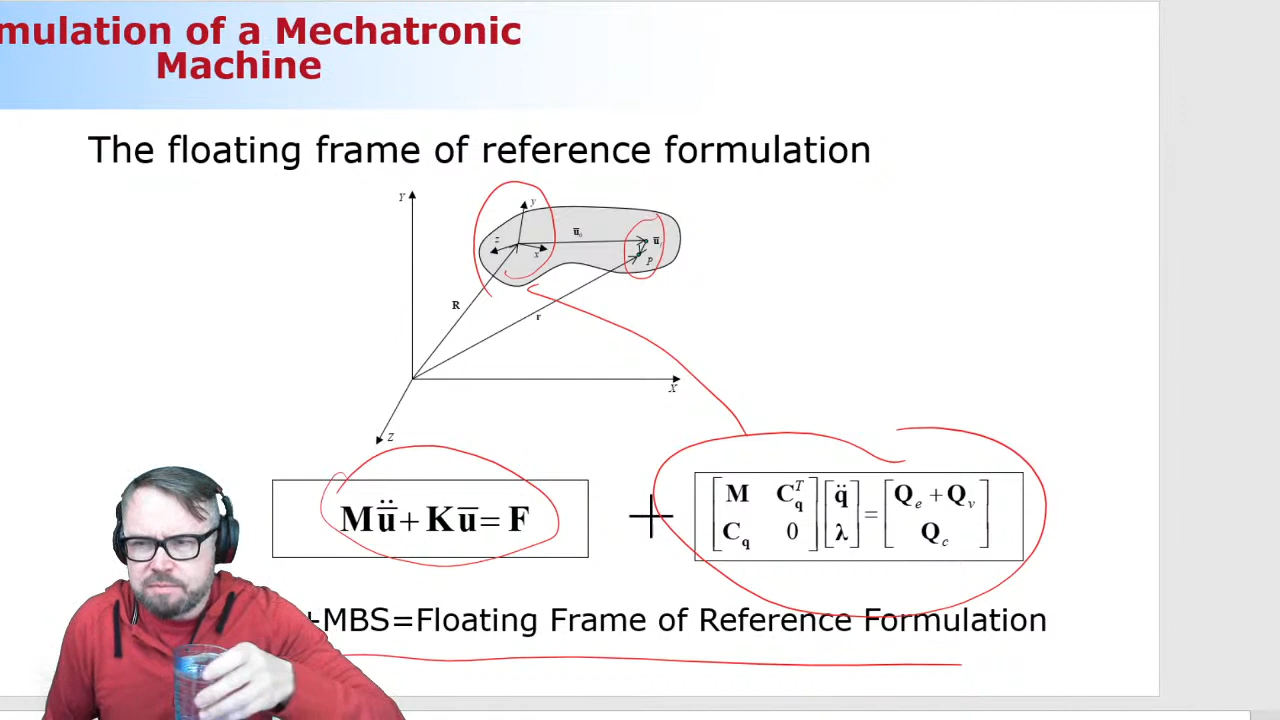 mulation of a Mechatronic
Machine
The floating frame of reference formulation
Y
y
z
x
ū₀
ū
P
R
r
X
Z
Mü̅+Kū=F
+
[M C_q^T; C_q 0][q̈; λ]=[Q_e+Q_v; Q_c]
+MBS=Floating Frame of Reference Formulation